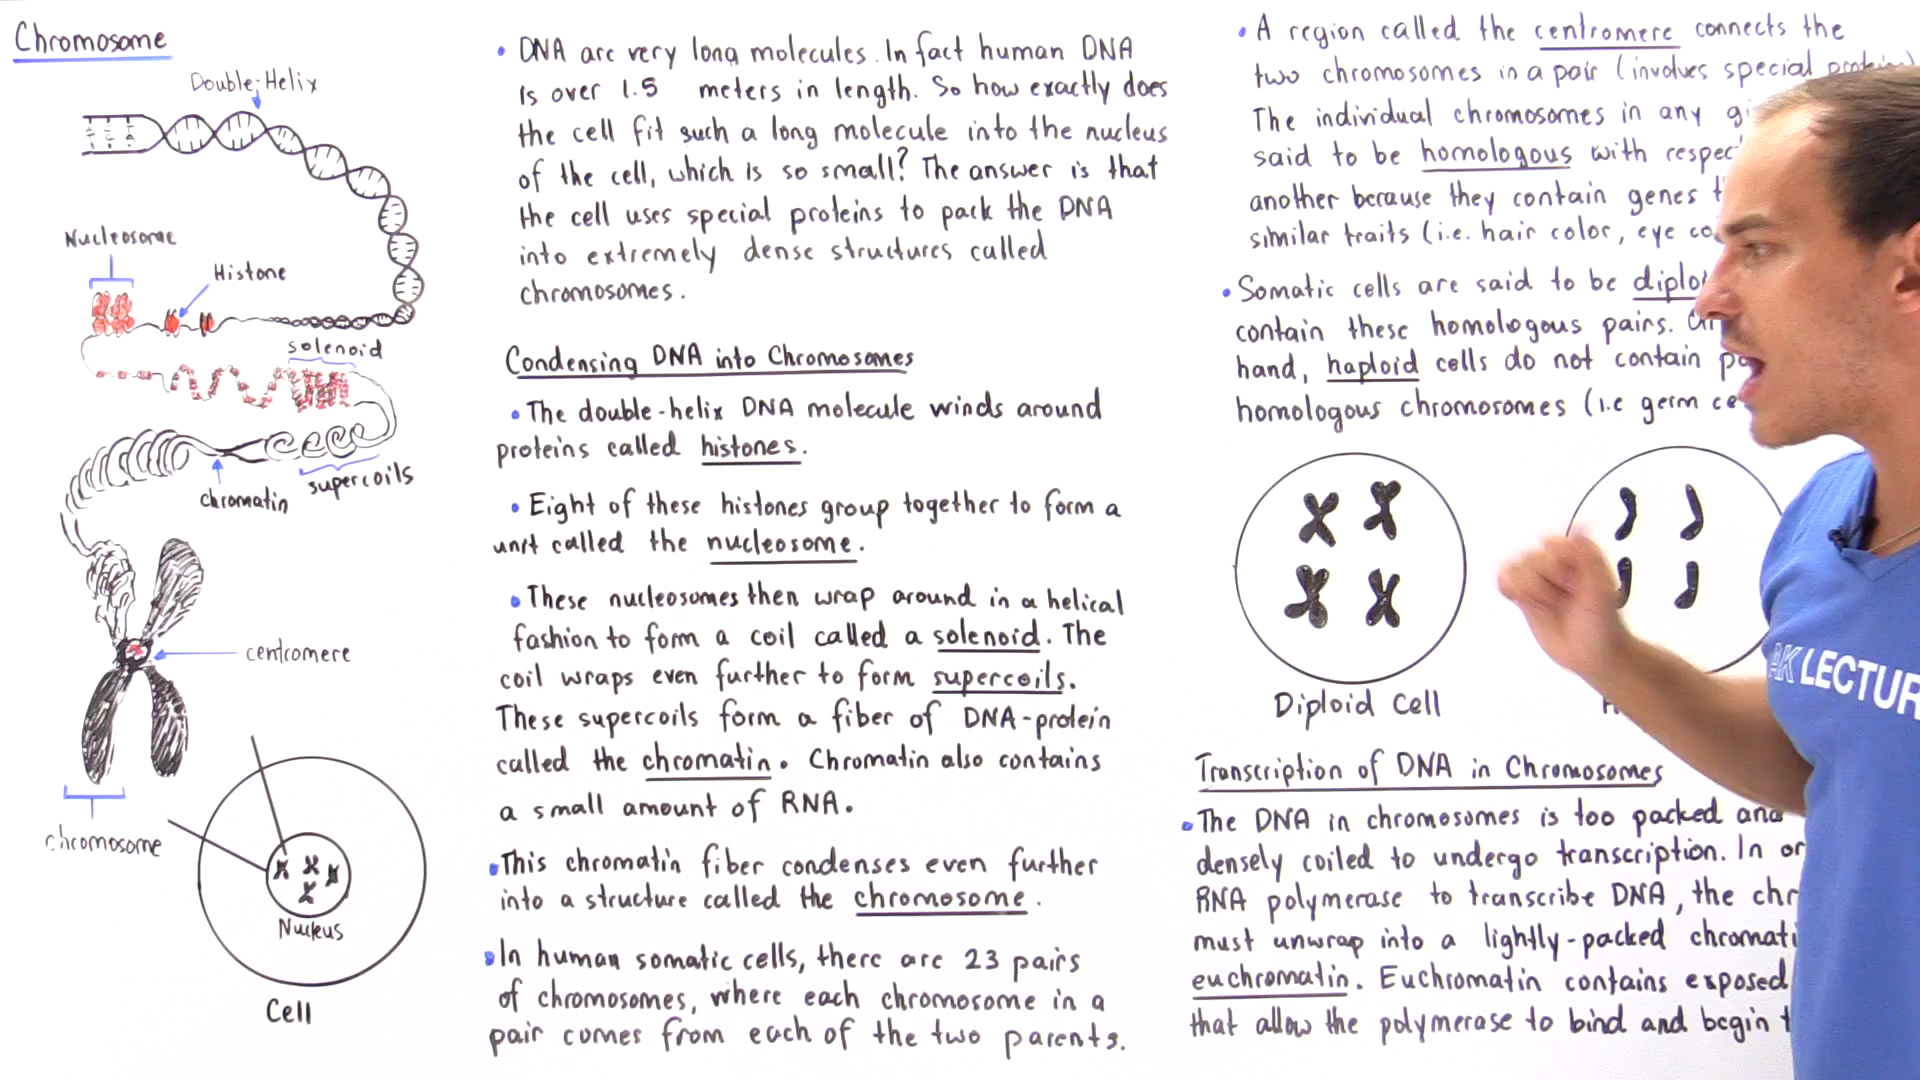 Chromosome
Double-Helix
Nucleosome
Histone
solenoid
supercoils
chromatin
centromere
chromosome
Nucleus
Cell
• DNA are very long molecules. In fact human DNA
is over 1.5 meters in length. So how exactly does
the cell fit such a long molecule into the nucleus
of the cell, which is so small? The answer is that
the cell uses special proteins to pack the DNA
into extremely dense structures called
chromosomes.
Condensing DNA into Chromosomes
• The double-helix DNA molecule winds around
proteins called histones.
• Eight of these histones group together to form a
unit called the nucleosome.
• These nucleosomes then wrap around in a helical
fashion to form a coil called a solenoid. The
coil wraps even further to form supercoils.
These supercoils form a fiber of DNA-protein
called the chromatin. Chromatin also contains
a small amount of RNA.
• This chromatin fiber condenses even further
into a structure called the chromosome.
• In human somatic cells, there are 23 pairs
of chromosomes, where each chromosome in a
pair comes from each of the two parents.
• A region called the centromere connects the
two chromosomes in a pair (involves special
The individual chromosomes in any
said to be homologous with
another because they contain genes
similar traits (i.e. hair color, eye
• Somatic cells are said to be
contain these homologous pairs.
hand, haploid cells do not contain
homologous chromosomes (i.e germ
Diploid Cell
AK LECTUR
Transcription of DNA in Chromosomes
• The DNA in chromosomes is too packed and
densely coiled to undergo transcription. In
RNA polymerase to transcribe DNA, the
must unwrap into a lightly-packed
euchromatin. Euchromatin contains exposed
that allow the polymerase to bind and begin